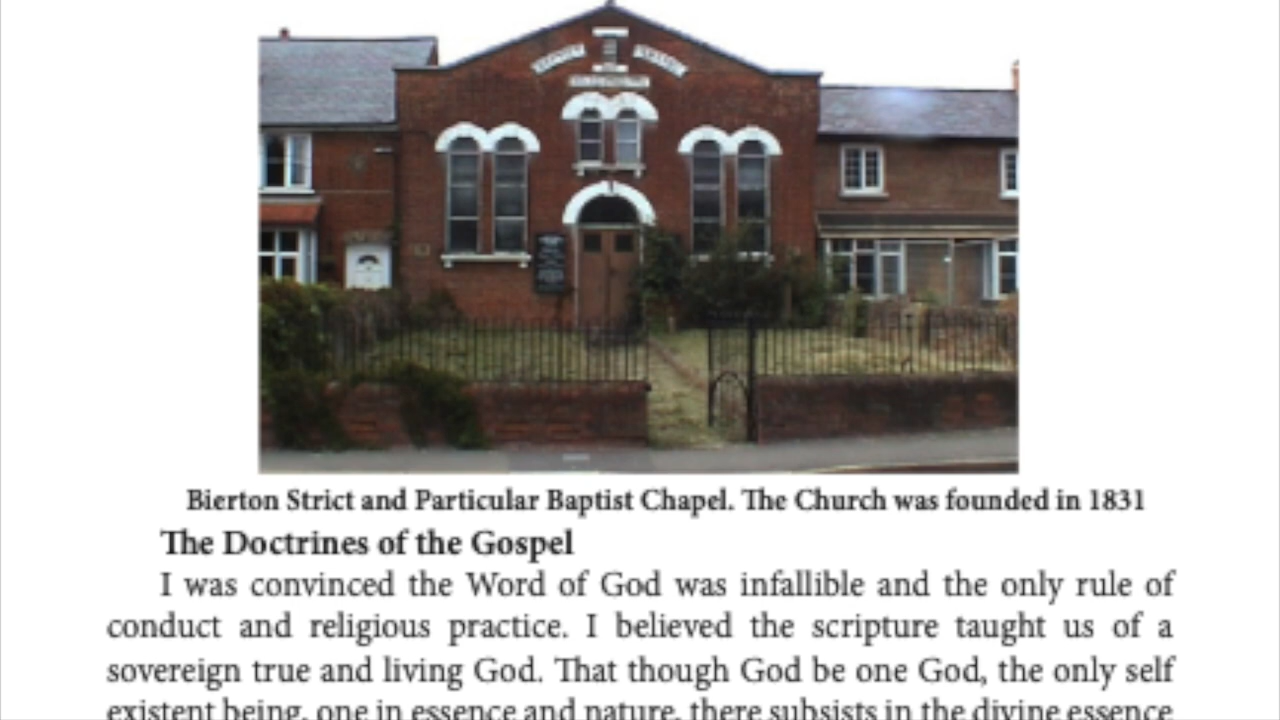 Bierton Strict and Particular Baptist Chapel. The Church was founded in 1831
The Doctrines of the Gospel
I was convinced the Word of God was infallible and the only rule of
conduct and religious practice. I believed the scripture taught us of a
sovereign true and living God. That though God be one God, the only self
existent being, one in essence and nature, there subsists in the divine essence